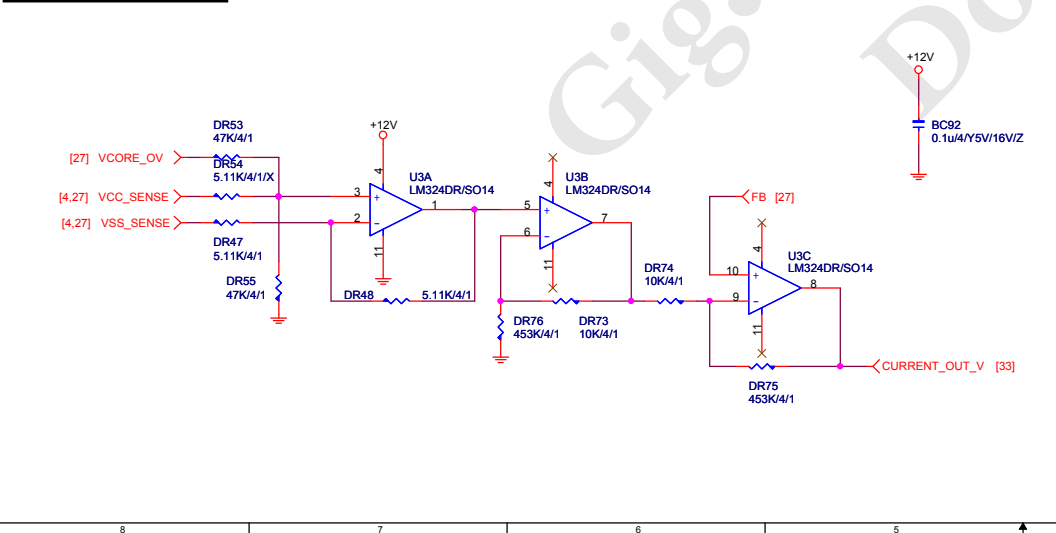 Gig
Do
+12V
BC92
0.1u/4/Y5V/16V/Z
DR53
47K/4/1
+12V
[27] VCORE_OV
DR54
5.11K/4/1/X
4
U3A
LM324DR/SO14
U3B
LM324DR/SO14
4
[4,27] VCC_SENSE
3
+
1
5
+
FB [27]
[4,27] VSS_SENSE
2
-
7
6
-
DR47
5.11K/4/1
11
11
4
U3C
LM324DR/SO14
DR55
47K/4/1
DR48
5.11K/4/1
DR74
10K/4/1
10
+
8
9
-
DR76
453K/4/1
DR73
10K/4/1
11
CURRENT_OUT_V [33]
DR75
453K/4/1
8
7
6
5